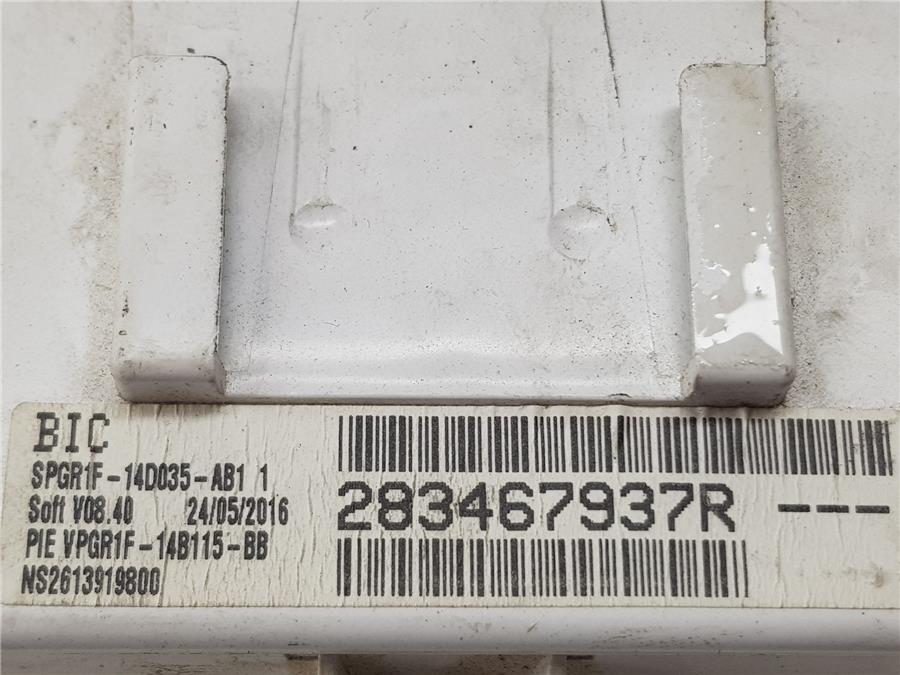 BIC
SPGR1F-14D035-AB1 1
Soft V08.40 24/05/2016
PIE VPGR1F-14B115-BB
NS2613919800
283467937R ---